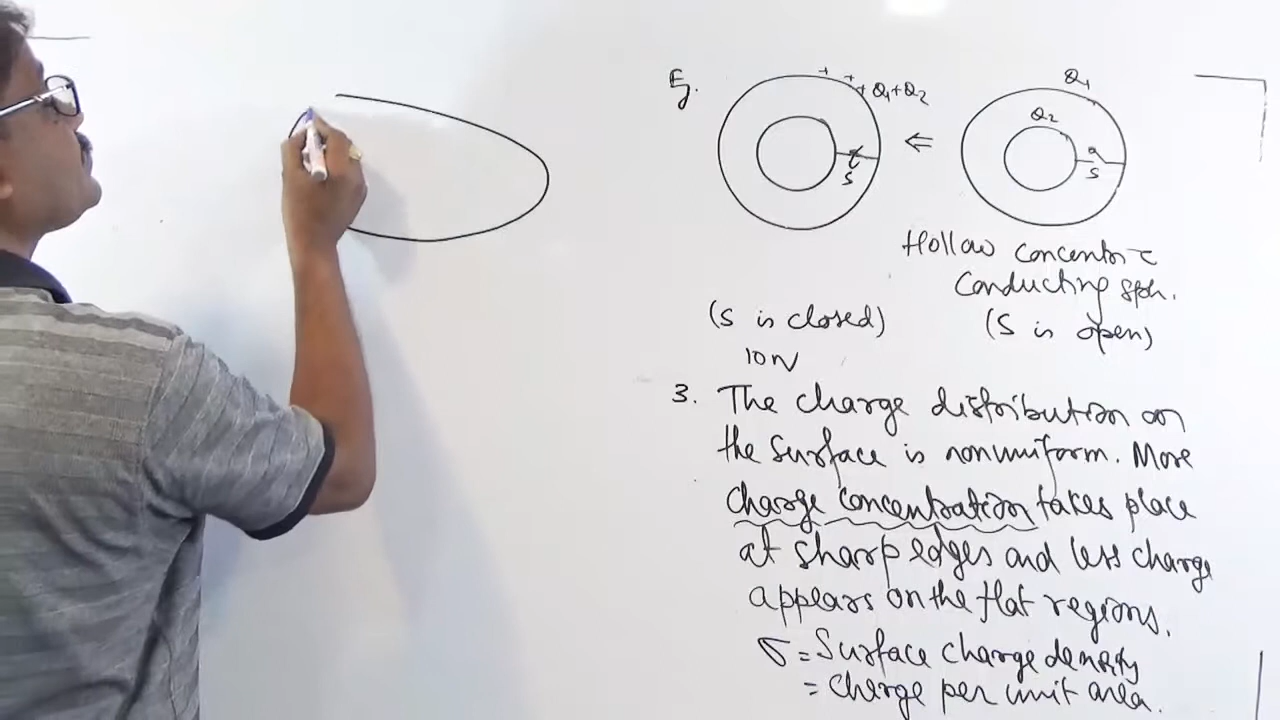 Eg.
+ + + Q1+Q2
S
⇐
Q1
Q2
S
Hollow concentric
Conducting sph.
(S is closed)
(S is open)
3. The charge distribution on
the surface is nonuniform. More
charge concentration takes place
at sharp edges and less charge
appears on the flat regions.
σ = Surface charge density
= charge per unit area.